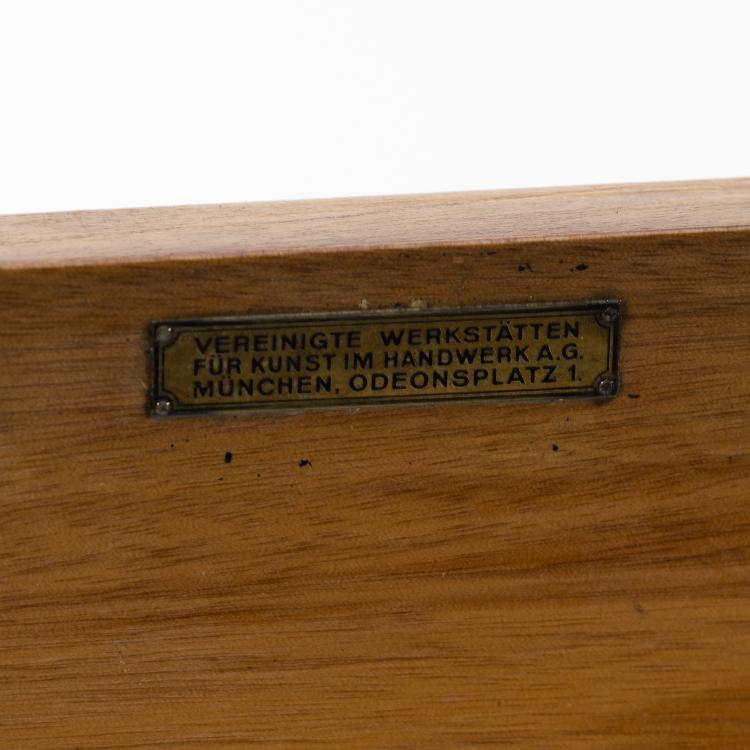 VEREINIGTE WERKSTÄTTEN
FÜR KUNST IM HANDWERK A.G.
MÜNCHEN, ODEONSPLATZ 1.